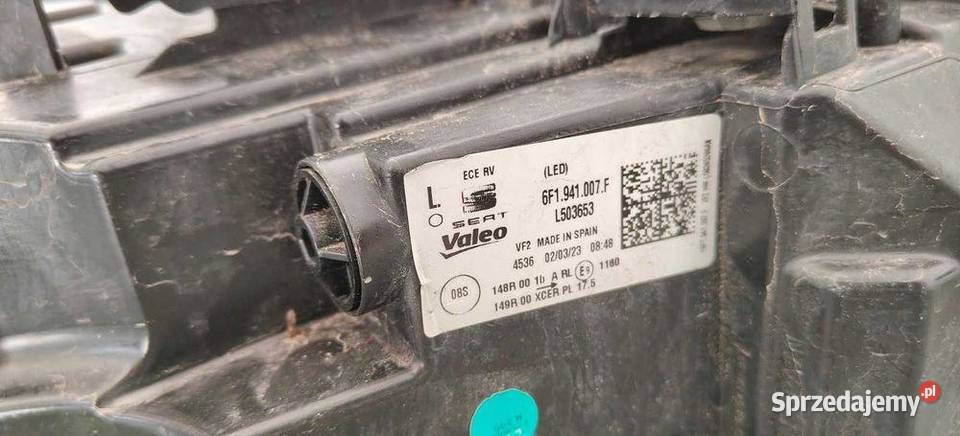 ECE RV (LED)
L
SEAT
6F1.941.007.F
L503653
Valeo
VF2 MADE IN SPAIN
4536 02/03/23 08:48
08S
148R 00 1b A RL E9 1160
149R 00 XCER PL 17.5
Sprzedajemy.pl